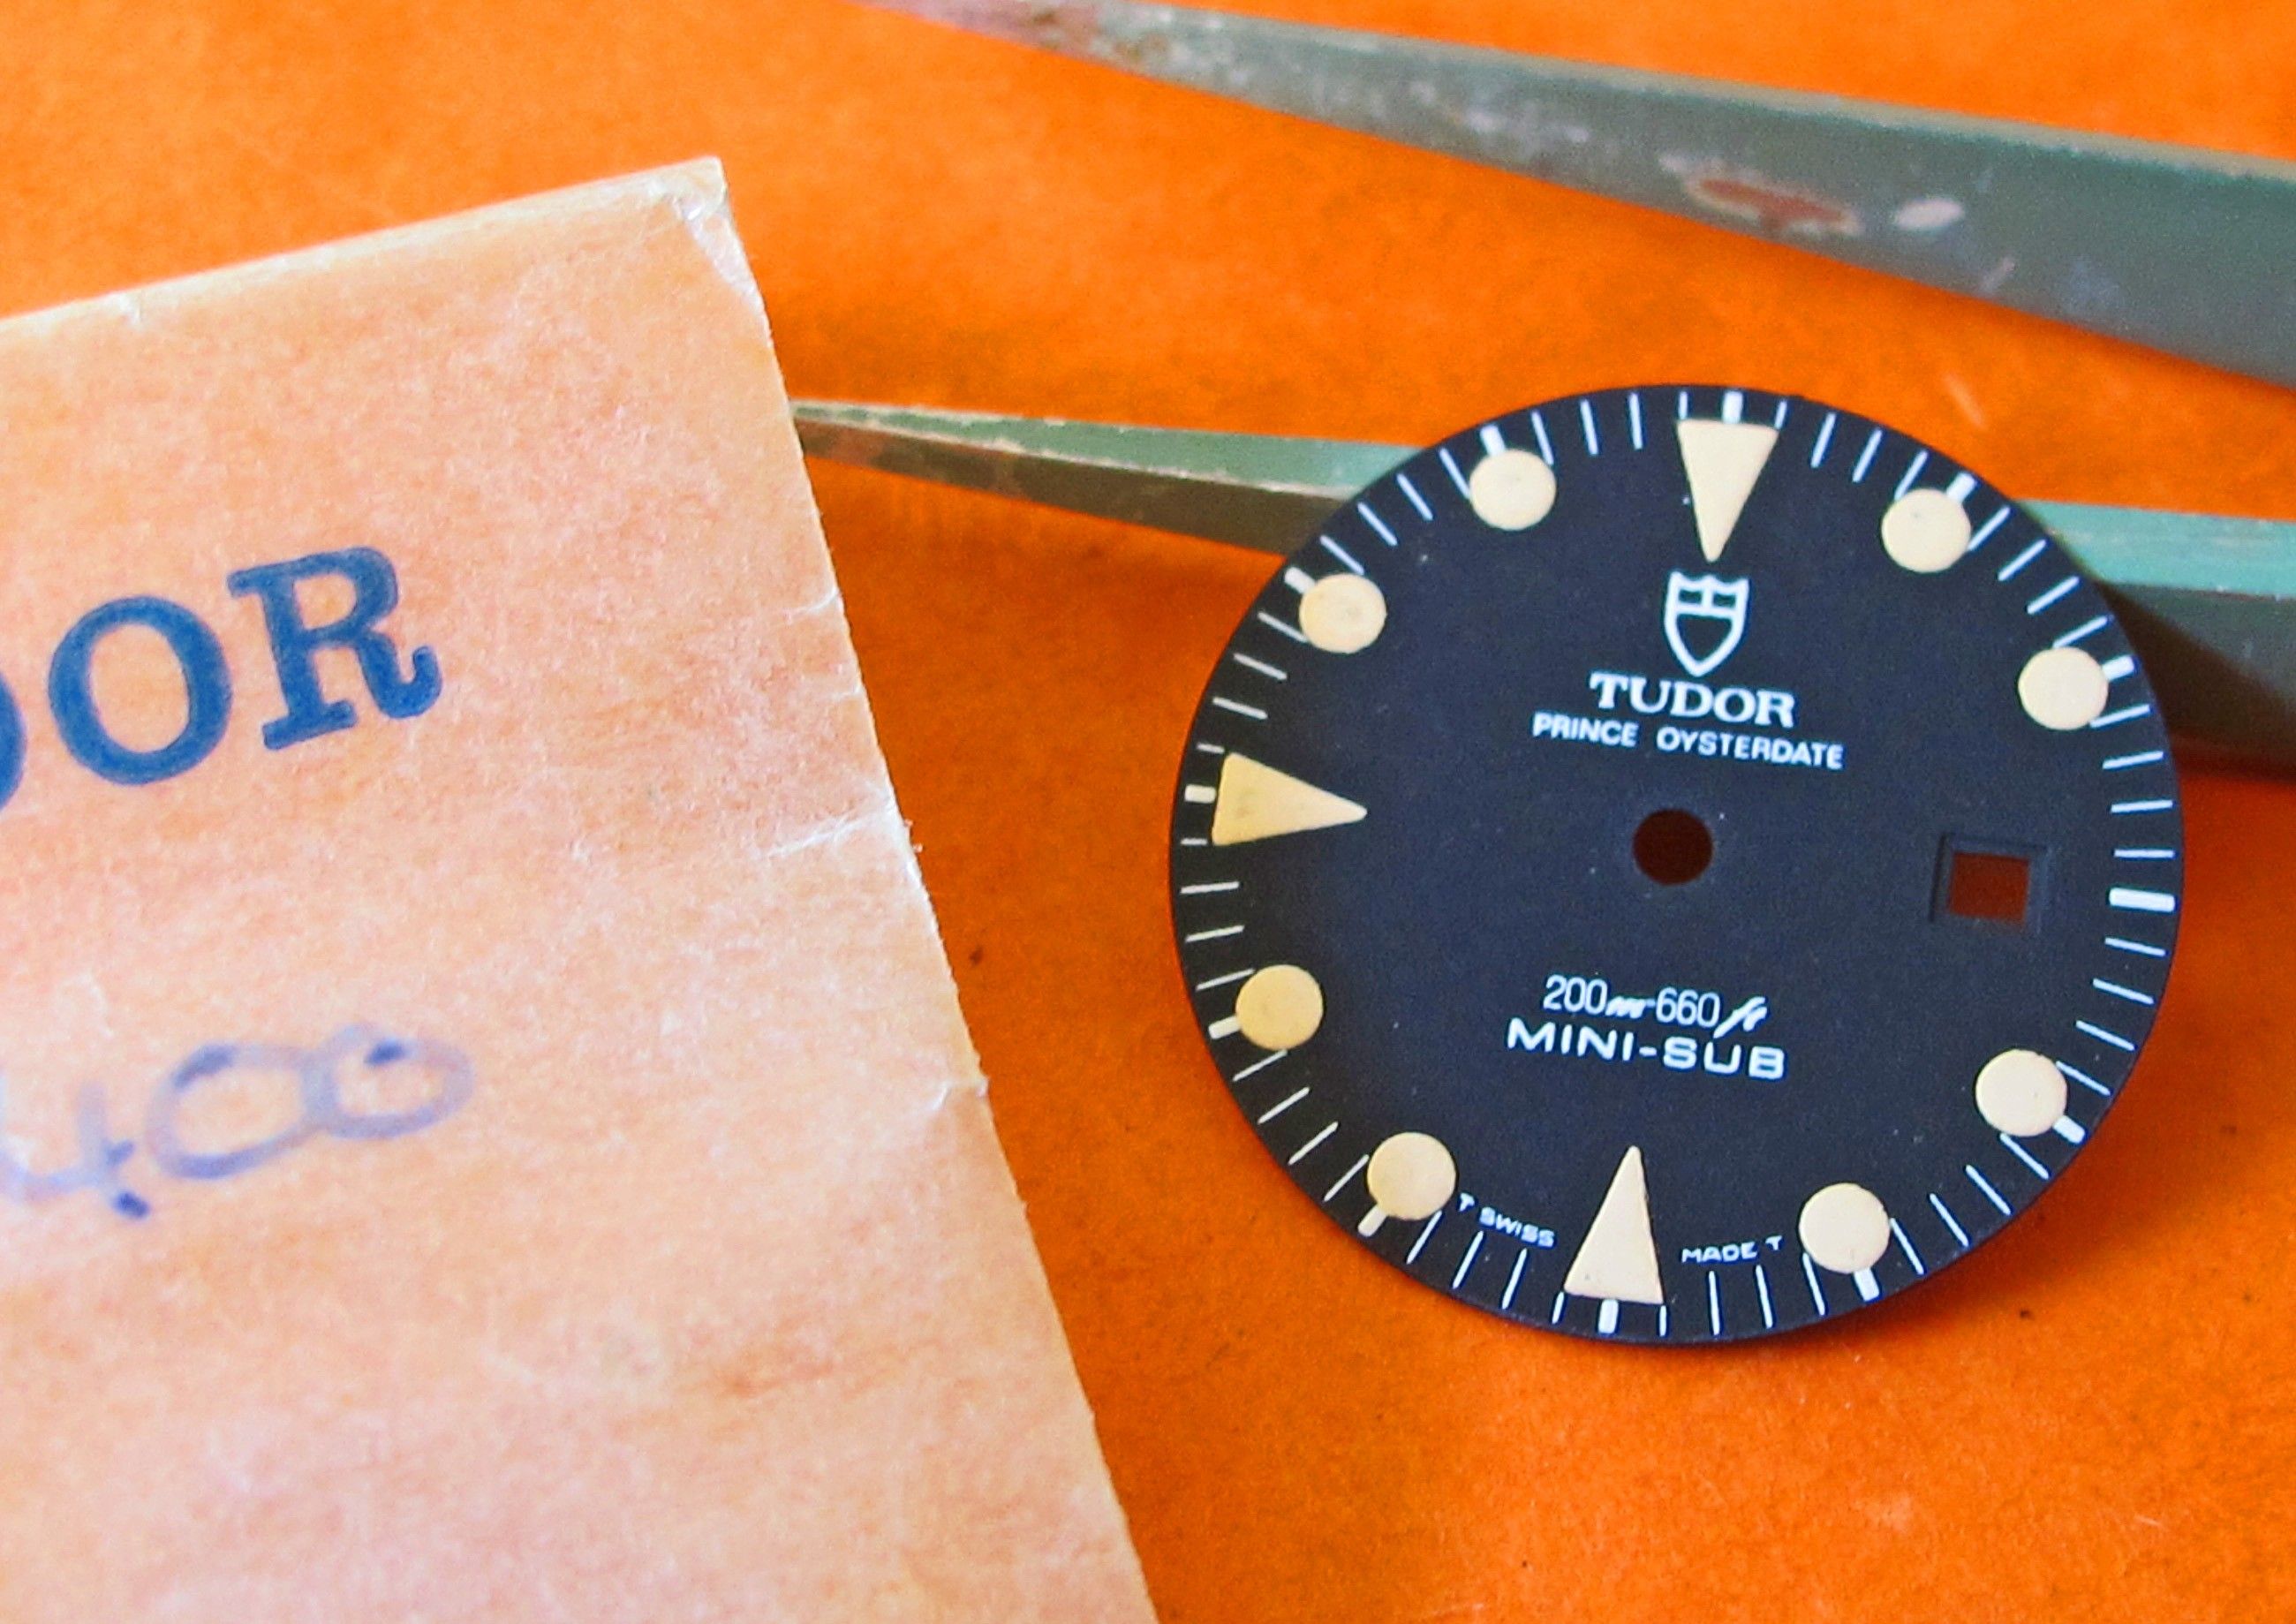 OR
400
TUDOR
PRINCE OYSTERDATE
200m-660ft
MINI-SUB
T SWISS MADE T